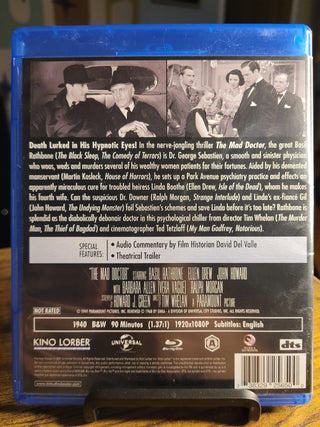 Death Lurked in His Hypnotic Eyes! In the nerve-jangling thriller The Mad Doctor, the great Basil
Rathbone (The Black Sleep, The Comedy of Terrors) is Dr. George Sebastien, a smooth and sinister physician
who woos, weds and murders several of his wealthy women patients for their fortunes. Aided by his demented
manservant (Martin Kosleck, House of Horrors), he sets up a Park Avenue psychiatry practice and effects an
apparently miraculous cure for troubled heiress Linda Boothe (Ellen Drew, Isle of the Dead), whom he makes
his fourth wife. Can the suspicious Dr. Downer (Ralph Morgan, Strange Interlude) and Linda's ex-fiancé Gil
(John Howard, The Undying Monster) foil Sebastien's schemes and save Linda before it's too late? Rathbone is
splendid as the diabolically debonair doctor in this psychological chiller from director Tim Whelan (The Murder
Man, The Thief of Bagdad) and cinematographer Ted Tetzlaff (My Man Godfrey, Notorious).
SPECIAL FEATURES:
• Audio Commentary by Film Historian David Del Valle
• Theatrical Trailer
"THE MAD DOCTOR" STARRING BASIL RATHBONE ELLEN DREW JOHN HOWARD
WITH BARBARA ALLEN VERA VAGUE RALPH MORGAN
HOWARD J. GREEN TIM WHELAN A PARAMOUNT PICTURE
NOT RATED
1940 B&W 90 Minutes (1.37:1) 1920x1080P Subtitles: English
KINO LORBER
UNIVERSAL
A
dts